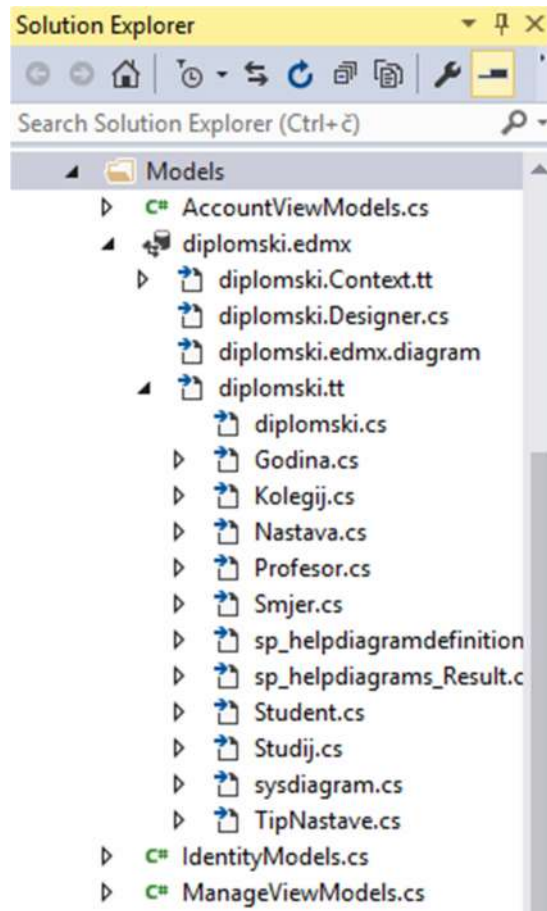 Solution Explorer
Search Solution Explorer (Ctrl+č)
Models
C# AccountViewModels.cs
diplomski.edmx
diplomski.Context.tt
diplomski.Designer.cs
diplomski.edmx.diagram
diplomski.tt
diplomski.cs
Godina.cs
Kolegij.cs
Nastava.cs
Profesor.cs
Smjer.cs
sp_helpdiagramdefinition
sp_helpdiagrams_Result.c
Student.cs
Studij.cs
sysdiagram.cs
TipNastave.cs
C# IdentityModels.cs
C# ManageViewModels.cs